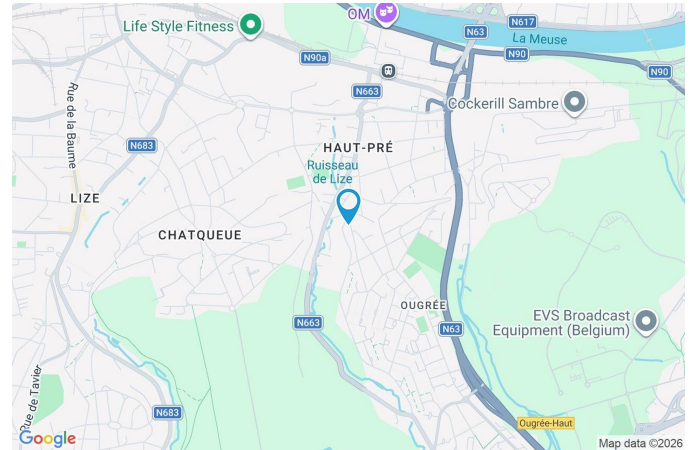 OM
N617
Life Style Fitness
N63
La Meuse
N90a
N90
N90
N663
Cockerill Sambre
Rue de la Baume
N683
HAUT-PRÉ
Ruisseau
de Lize
LIZE
CHATQUEUE
OUGRÉE
EVS Broadcast
Equipment (Belgium)
N663
N63
Rue de Tavier
N683
Ougrée-Haut
Google
Map data ©2026